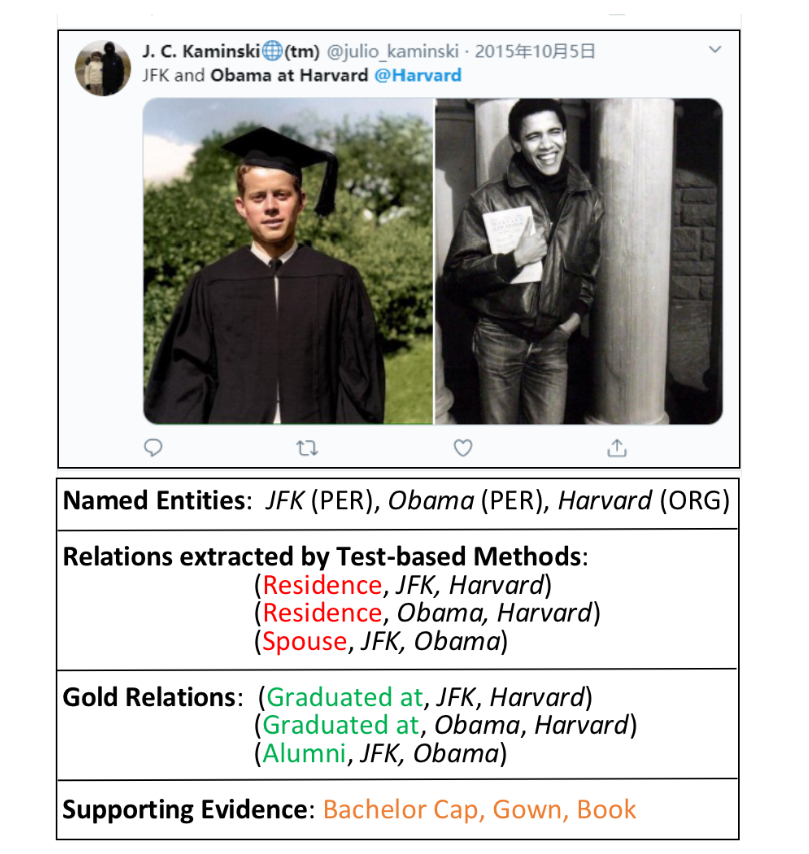 J. C. Kaminski🌐(tm) @julio_kaminski · 2015年10月5日
JFK and Obama at Harvard @Harvard
Named Entities: JFK (PER), Obama (PER), Harvard (ORG)
Relations extracted by Test-based Methods:
(Residence, JFK, Harvard)
(Residence, Obama, Harvard)
(Spouse, JFK, Obama)
Gold Relations: (Graduated at, JFK, Harvard)
(Graduated at, Obama, Harvard)
(Alumni, JFK, Obama)
Supporting Evidence: Bachelor Cap, Gown, Book